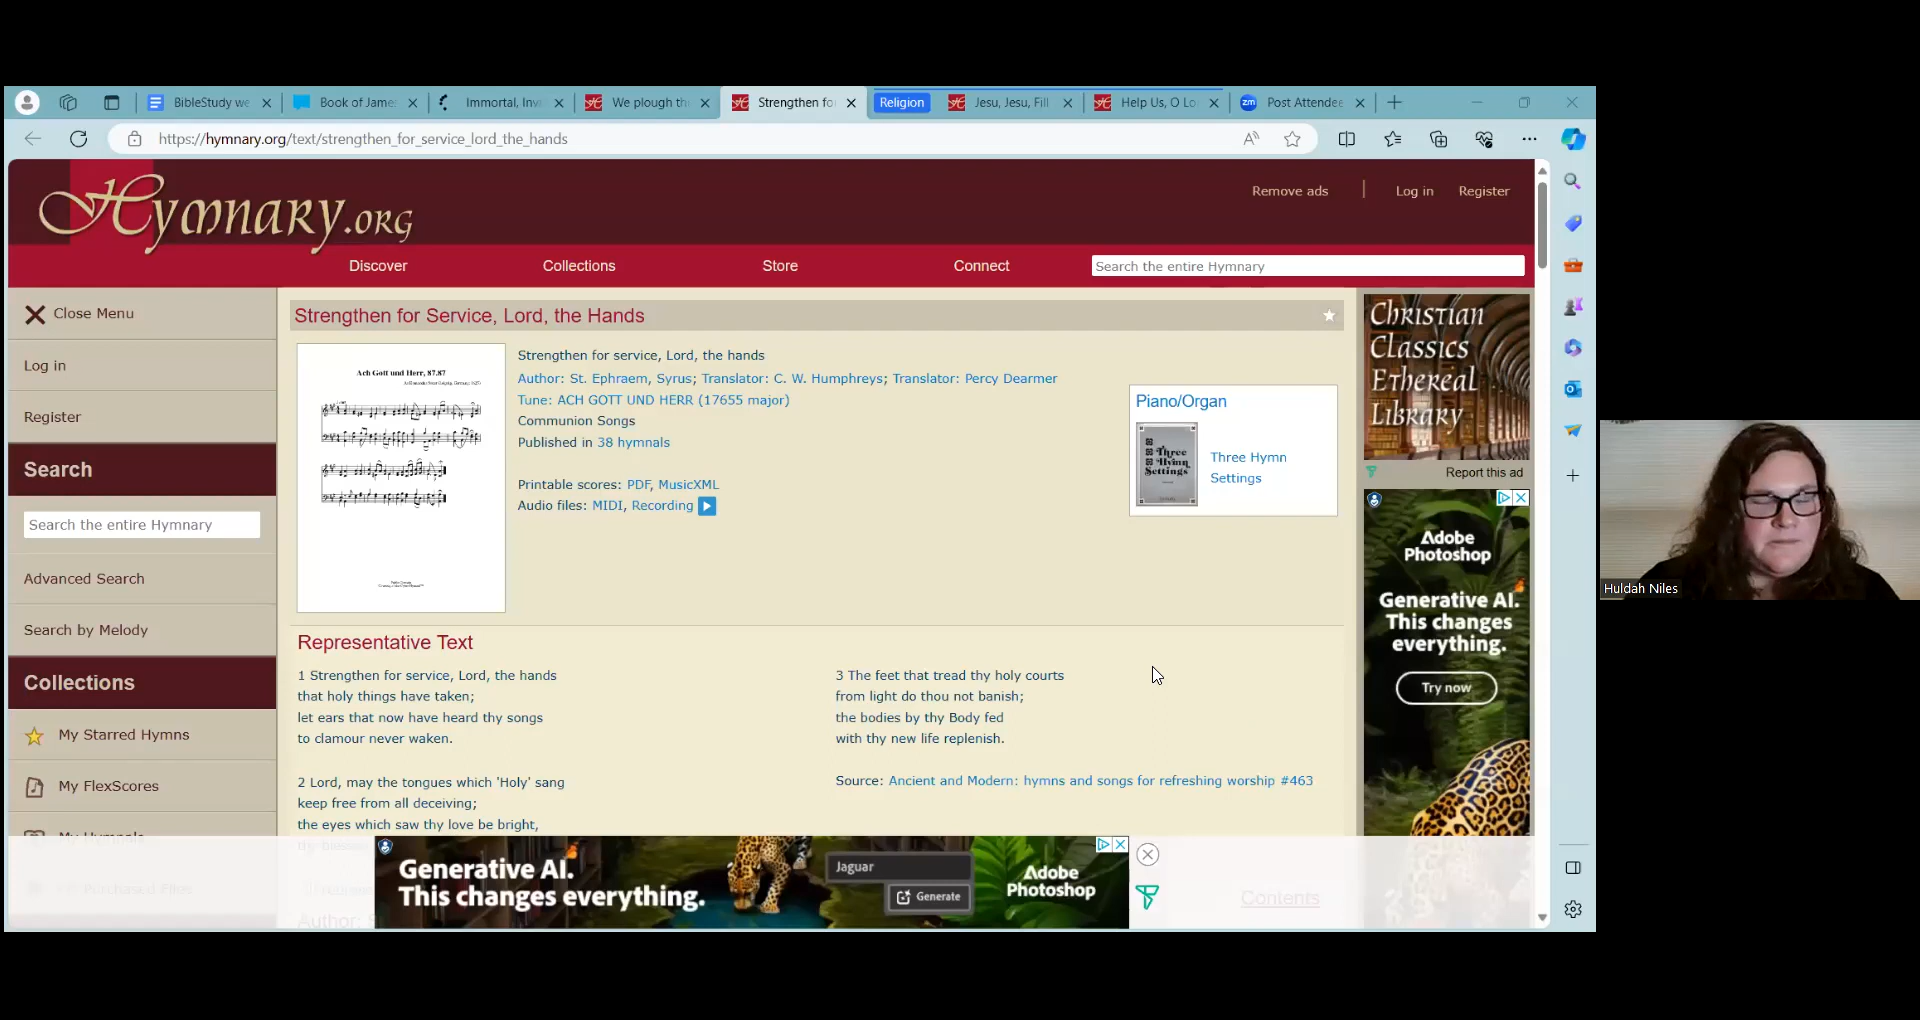 BibleStudy we
Book of Jame
Immortal, Invi
We plough th
Strengthen fo
Religion
Jesu, Jesu, Fill
Help Us, O Lo
Post Attendee
https://hymnary.org/text/strengthen_for_service_lord_the_hands
Hymnary.org
Remove ads
Log in
Register
Discover
Collections
Store
Connect
Search the entire Hymnary
Close Menu
Log in
Register
Search
Search the entire Hymnary
Advanced Search
Search by Melody
Collections
My Starred Hymns
My FlexScores
My Hymnals
Purchased Files
Strengthen for Service, Lord, the Hands
Ach Gott und Herr, 87.87
Strengthen for service, Lord, the hands
Author: St. Ephraem, Syrus; Translator: C. W. Humphreys; Translator: Percy Dearmer
Tune: ACH GOTT UND HERR (17655 major)
Communion Songs
Published in 38 hymnals
Printable scores: PDF, MusicXML
Audio files: MIDI, Recording
Piano/Organ
Three Hymn Settings
Three Hymn
Settings
Representative Text
1 Strengthen for service, Lord, the hands
that holy things have taken;
let ears that now have heard thy songs
to clamour never waken.
2 Lord, may the tongues which 'Holy' sang
keep free from all deceiving;
the eyes which saw thy love be bright,
3 The feet that tread thy holy courts
from light do thou not banish;
the bodies by thy Body fed
with thy new life replenish.
Source: Ancient and Modern: hymns and songs for refreshing worship #463
Author: S
Contents
Christian
Classics
Ethereal
Library
Report this ad
Adobe
Photoshop
Generative AI.
This changes
everything.
Try now
Generative AI.
This changes everything.
Jaguar
Generate
Adobe
Photoshop
Huldah Niles